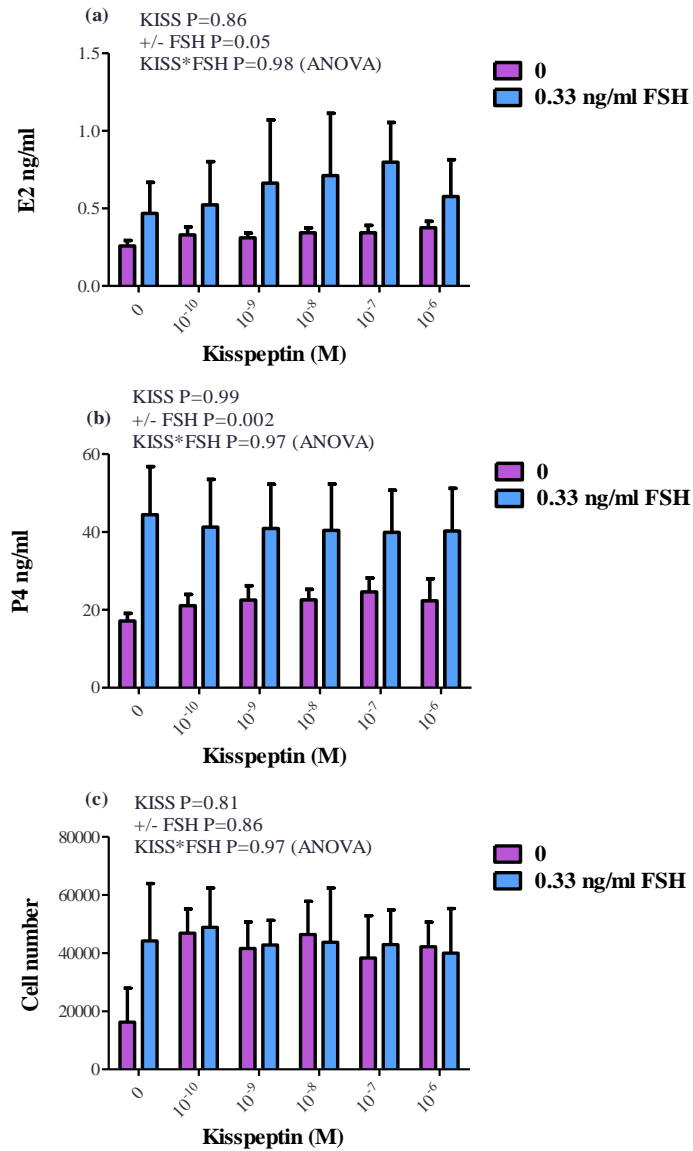 (a)
KISS P=0.86
+/- FSH P=0.05
KISS*FSH P=0.98 (ANOVA)
1.5
1.0
0.5
0.0
E2 ng/ml
0
0.33 ng/ml FSH
0
10⁻¹⁰
10⁻⁹
10⁻⁸
10⁻⁷
10⁻⁶
Kisspeptin (M)
(b)
KISS P=0.99
+/- FSH P=0.002
KISS*FSH P=0.97 (ANOVA)
60
40
20
0
P4 ng/ml
0
0.33 ng/ml FSH
0
10⁻¹⁰
10⁻⁹
10⁻⁸
10⁻⁷
10⁻⁶
Kisspeptin (M)
(c)
KISS P=0.81
+/- FSH P=0.86
KISS*FSH P=0.97 (ANOVA)
80000
60000
40000
20000
0
Cell number
0
0.33 ng/ml FSH
0
10⁻¹⁰
10⁻⁹
10⁻⁸
10⁻⁷
10⁻⁶
Kisspeptin (M)